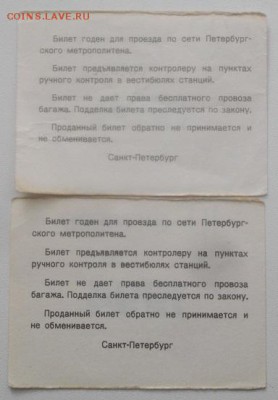 COINS.SU
www.coins.lave.ru
Билет годен для проезда по сети Петербург-
ского метрополитена.
Билет предъявляется контролеру на пунктах
ручного контроля в вестибюлях станций.
Билет не дает права бесплатного провоза
багажа. Подделка билета преследуется по закону.
Проданный билет обратно не принимается и
не обменивается.
Санкт-Петербург
Билет годен для проезда по сети Петербург-
ского метрополитена.
Билет предъявляется контролеру на пунктах
ручного контроля в вестибюлях станций.
Билет не дает права бесплатного провоза
багажа. Подделка билета преследуется по закону.
Проданный билет обратно не принимается и
не обменивается.
Санкт-Петербург